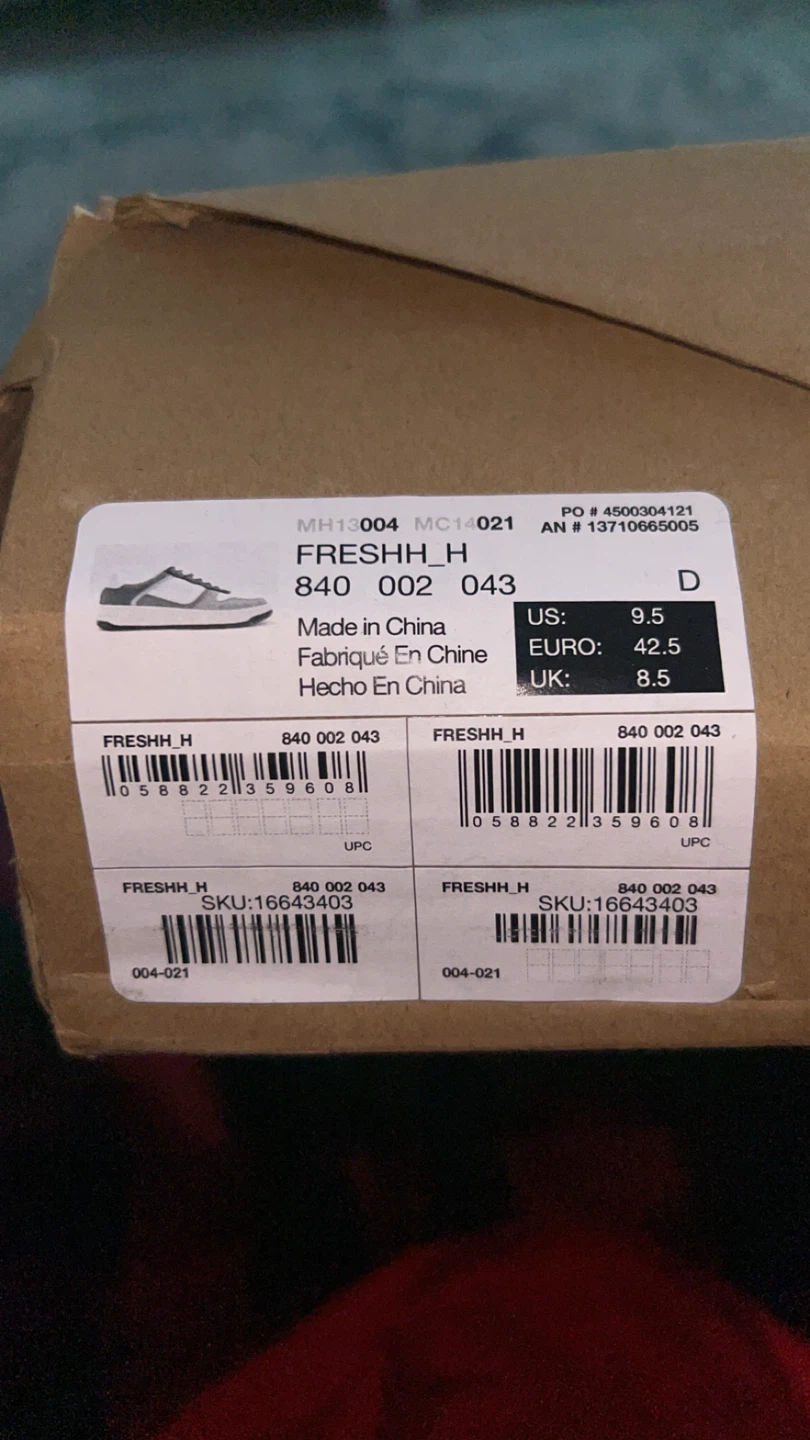 MH13004 MC14021
PO # 4500304121
AN # 13710665005
FRESHH_H
840 002 043
D
Made in China
Fabriqué En Chine
Hecho En China
US: 9.5
EURO: 42.5
UK: 8.5
FRESHH_H 840 002 043
0 58822 35960 8
UPC
FRESHH_H 840 002 043
0 58822 35960 8
UPC
FRESHH_H 840 002 043
SKU:16643403
004-021
FRESHH_H 840 002 043
SKU:16643403
004-021